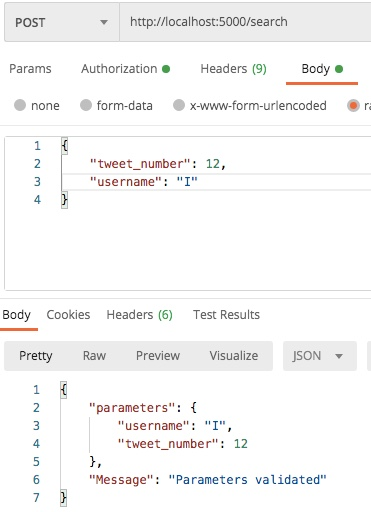 POST http://localhost:5000/search
Params Authorization Headers (9) Body
none form-data x-www-form-urlencoded
1 {
2 "tweet_number": 12,
3 "username": "I"
4 }
Body Cookies Headers (6) Test Results
Pretty Raw Preview Visualize JSON
1 {
2 "parameters": {
3 "username": "I",
4 "tweet_number": 12
5 },
6 "Message": "Parameters validated"
7 }